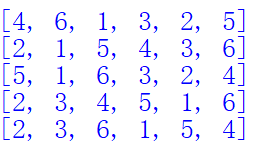 [4, 6, 1, 3, 2, 5]
[2, 1, 5, 4, 3, 6]
[5, 1, 6, 3, 2, 4]
[2, 3, 4, 5, 1, 6]
[2, 3, 6, 1, 5, 4]